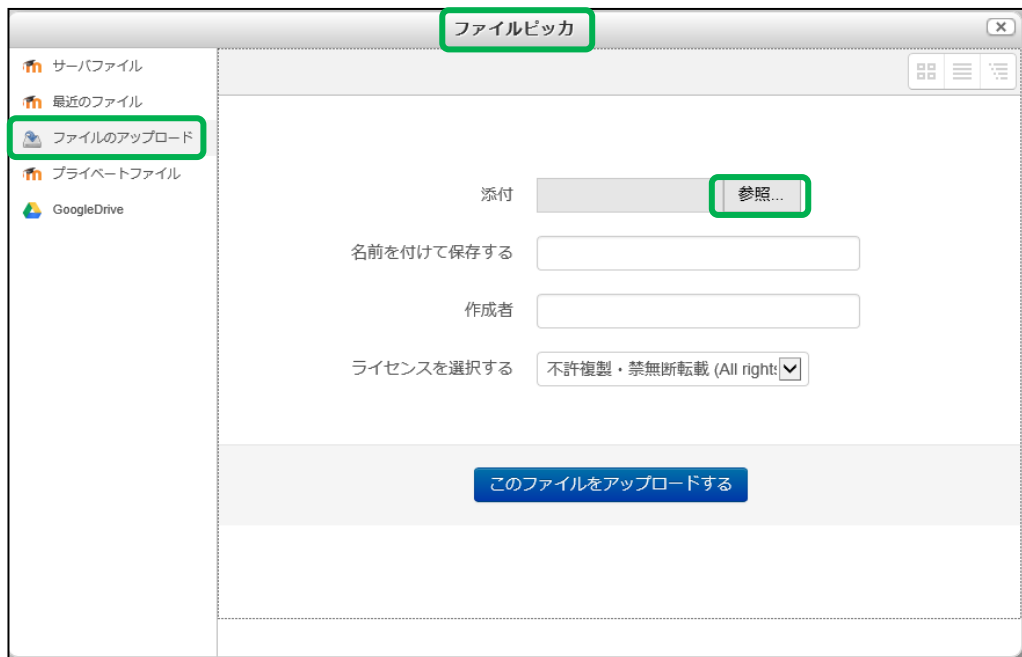 ファイルピッカ
サーバファイル
最近のファイル
ファイルのアップロード
プライベートファイル
GoogleDrive
添付
参照...
名前を付けて保存する
作成者
ライセンスを選択する
不許複製・禁無断転載 (All rights
このファイルをアップロードする